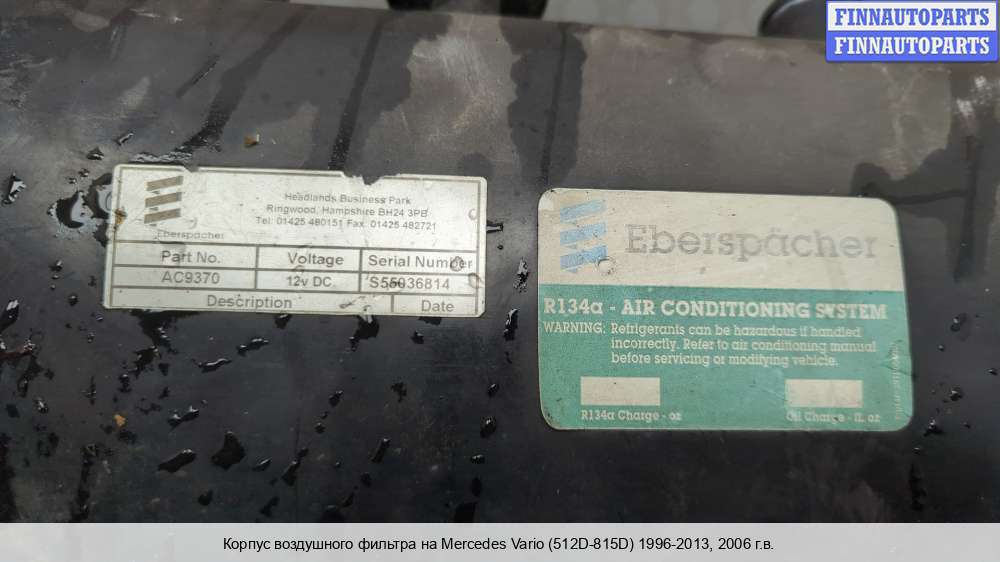 FINNAUTOPARTS
FINNAUTOPARTS
Headlands Business Park
Ringwood, Hampshire BH24 3PB
Tel: 01425 480151 Fax. 01425 482721
Eberspächer
Part No. Voltage Serial Number
AC9370 12v DC S55036814
Description Date
Eberspächer
R134a - AIR CONDITIONING SYSTEM
WARNING: Refrigerants can be hazardous if handled
incorrectly. Refer to air conditioning manual
before servicing or modifying vehicle.
R134a Charge - oz Oil Charge - fl. oz
Корпус воздушного фильтра на Mercedes Vario (512D-815D) 1996-2013, 2006 г.в.